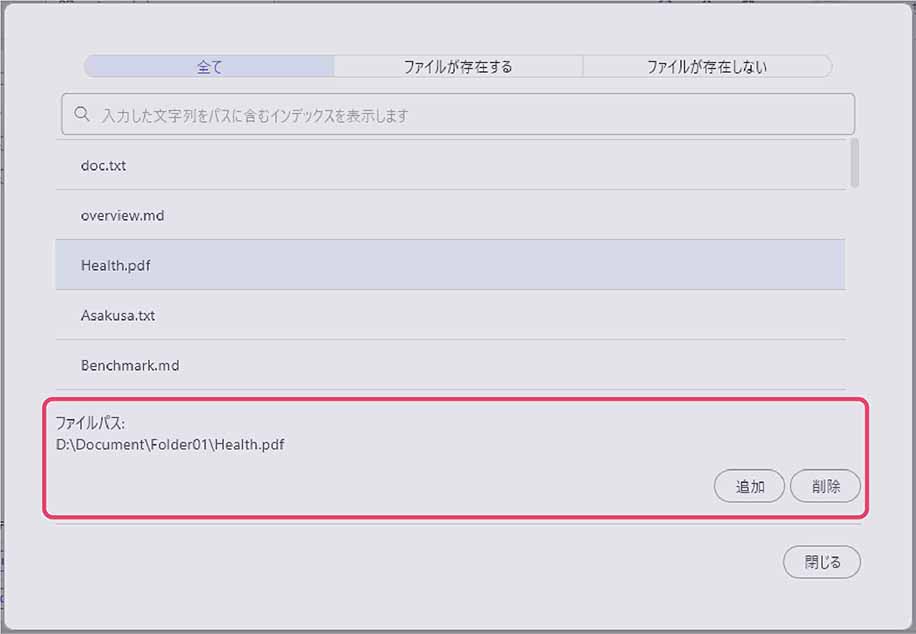 全て
ファイルが存在する
ファイルが存在しない
入力した文字列をパスに含むインデックスを表示します
doc.txt
overview.md
Health.pdf
Asakusa.txt
Benchmark.md
ファイルパス:
D:\Document\Folder01\Health.pdf
追加
削除
閉じる